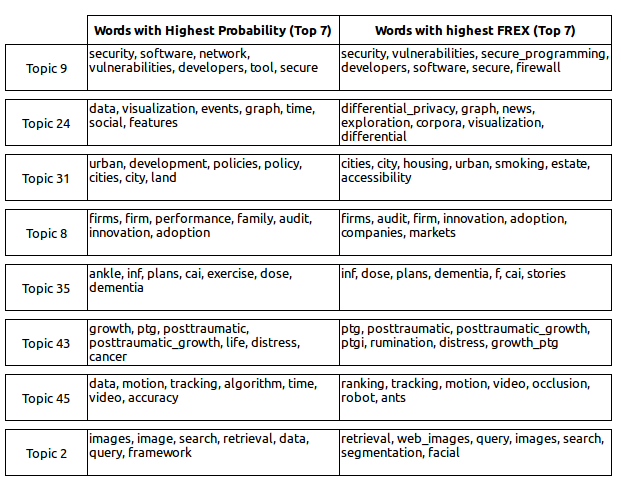 Words with Highest Probability (Top 7) Words with highest FREX (Top 7)
Topic 9
security, software, network,
vulnerabilities, developers, tool, secure
security, vulnerabilities, secure_programming,
developers, software, secure, firewall
Topic 24
data, visualization, events, graph, time,
social, features
differential_privacy, graph, news,
exploration, corpora, visualization,
differential
Topic 31
urban, development, policies, policy,
cities, city, land
cities, city, housing, urban, smoking, estate,
accessibility
Topic 8
firms, firm, performance, family, audit,
innovation, adoption
firms, audit, firm, innovation, adoption,
companies, markets
Topic 35
ankle, inf, plans, cai, exercise, dose,
dementia
inf, dose, plans, dementia, f, cai, stories
Topic 43
growth, ptg, posttraumatic,
posttraumatic_growth, life, distress,
cancer
ptg, posttraumatic, posttraumatic_growth,
ptgi, rumination, distress, growth_ptg
Topic 45
data, motion, tracking, algorithm, time,
video, accuracy
ranking, tracking, motion, video, occlusion,
robot, ants
Topic 2
images, image, search, retrieval, data,
query, framework
retrieval, web_images, query, images, search,
segmentation, facial